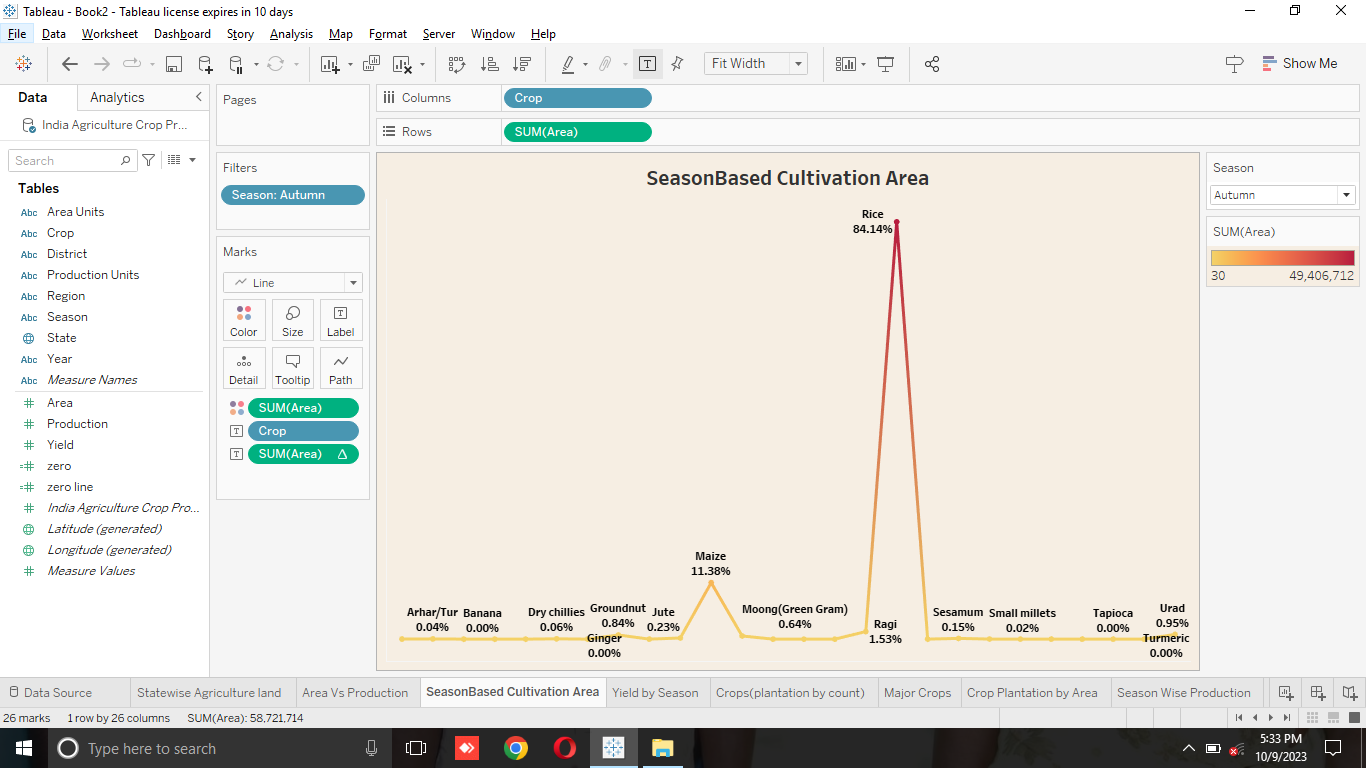 Tableau - Book2 - Tableau license expires in 10 days
File Data Worksheet Dashboard Story Analysis Map Format Server Window Help
Fit Width
Show Me
Data Analytics
India Agriculture Crop Pr...
Search
Tables
Abc Area Units
Abc Crop
Abc District
Abc Production Units
Abc Region
Abc Season
State
Abc Year
Abc Measure Names
# Area
# Production
# Yield
=# zero
=# zero line
# India Agriculture Crop Pro...
Latitude (generated)
Longitude (generated)
# Measure Values
Pages
Filters
Season: Autumn
Marks
Line
Color Size Label
Detail Tooltip Path
SUM(Area)
T Crop
T SUM(Area) Δ
Columns Crop
Rows SUM(Area)
SeasonBased Cultivation Area
Rice
84.14%
Maize
11.38%
Arhar/Tur
0.04%
Banana
0.00%
Dry chillies
0.06%
Groundnut
0.84%
Ginger
0.00%
Jute
0.23%
Moong(Green Gram)
0.64%
Ragi
1.53%
Sesamum
0.15%
Small millets
0.02%
Tapioca
0.00%
Urad
0.95%
Turmeric
0.00%
Season
Autumn
SUM(Area)
30 49,406,712
Data Source Statewise Agriculture land Area Vs Production SeasonBased Cultivation Area Yield by Season Crops(plantation by count) Major Crops Crop Plantation by Area Season Wise Production
26 marks 1 row by 26 columns SUM(Area): 58,721,714
Type here to search
5:33 PM
10/9/2023